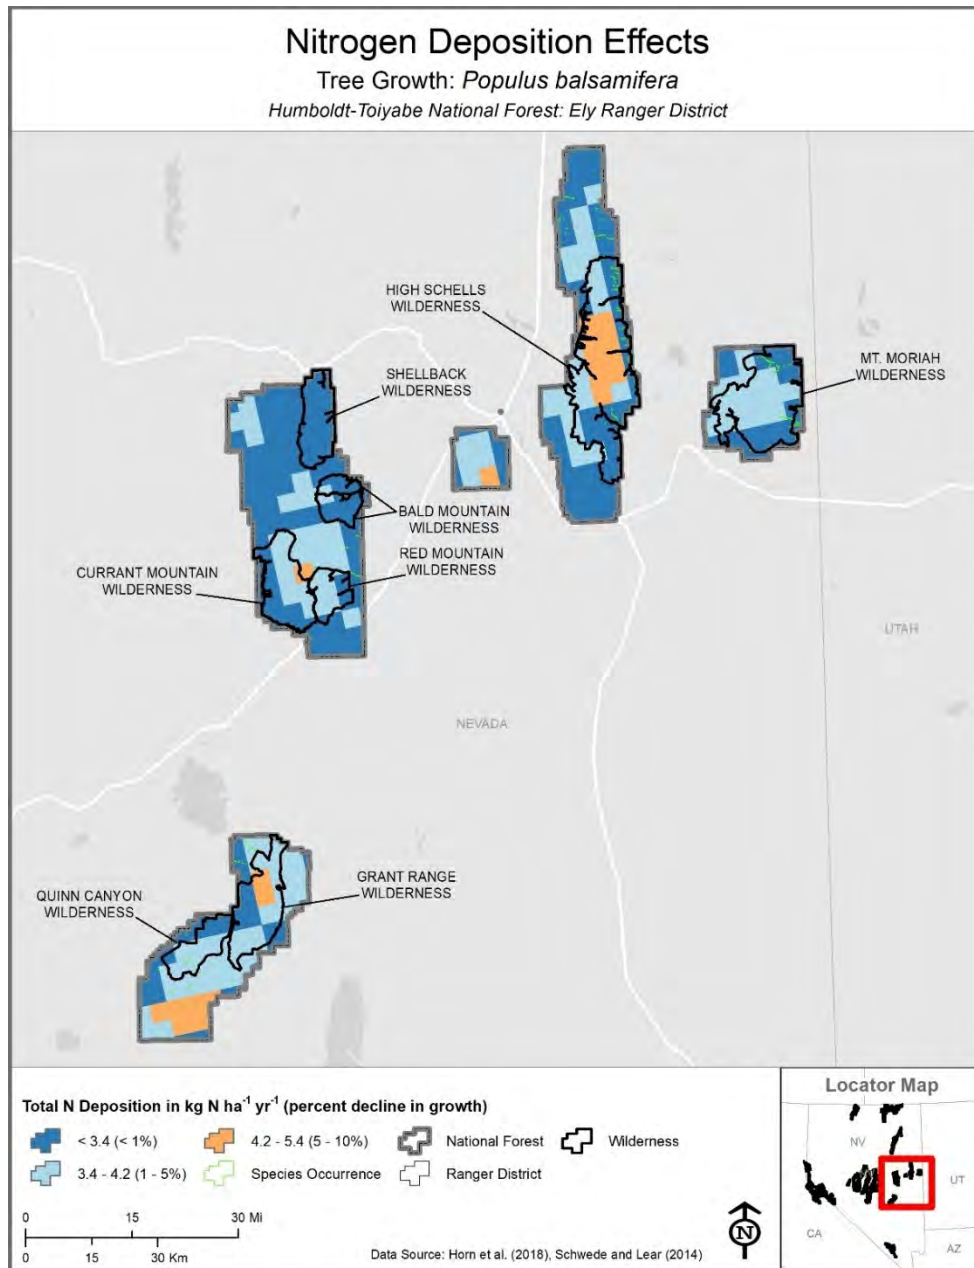 Nitrogen Deposition Effects
Tree Growth: Populus balsamifera
Humboldt-Toiyabe National Forest: Ely Ranger District
HIGH SCHELLS
WILDERNESS
SHELLBACK
WILDERNESS
MT. MORIAH
WILDERNESS
BALD MOUNTAIN
WILDERNESS
RED MOUNTAIN
WILDERNESS
CURRANT MOUNTAIN
WILDERNESS
UTAH
NEVADA
GRANT RANGE
WILDERNESS
QUINN CANYON
WILDERNESS
Total N Deposition in kg N ha⁻¹ yr⁻¹ (percent decline in growth)
< 3.4 (< 1%)
4.2 - 5.4 (5 - 10%)
National Forest
Wilderness
3.4 - 4.2 (1 - 5%)
Species Occurrence
Ranger District
0 15 30 Mi
0 15 30 Km
N
Data Source: Horn et al. (2018), Schwede and Lear (2014)
Locator Map
NV
UT
CA
AZ